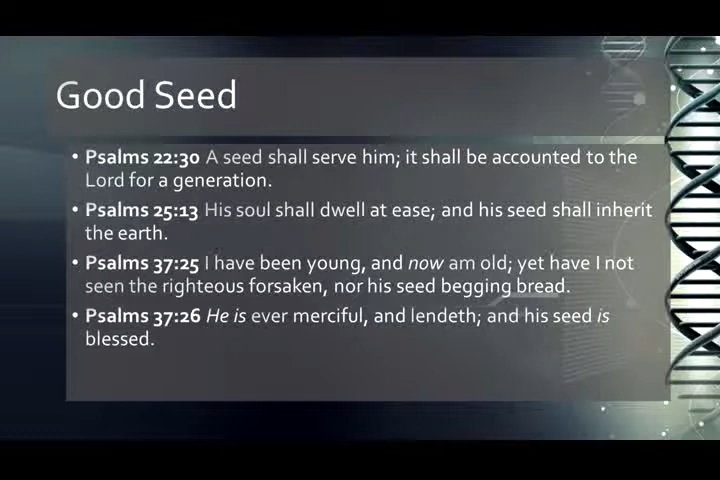 Good Seed
• Psalms 22:30 A seed shall serve him; it shall be accounted to the
Lord for a generation.
• Psalms 25:13 His soul shall dwell at ease; and his seed shall inherit
the earth.
• Psalms 37:25 I have been young, and now am old; yet have I not
seen the righteous forsaken, nor his seed begging bread.
• Psalms 37:26 He is ever merciful, and lendeth; and his seed is
blessed.